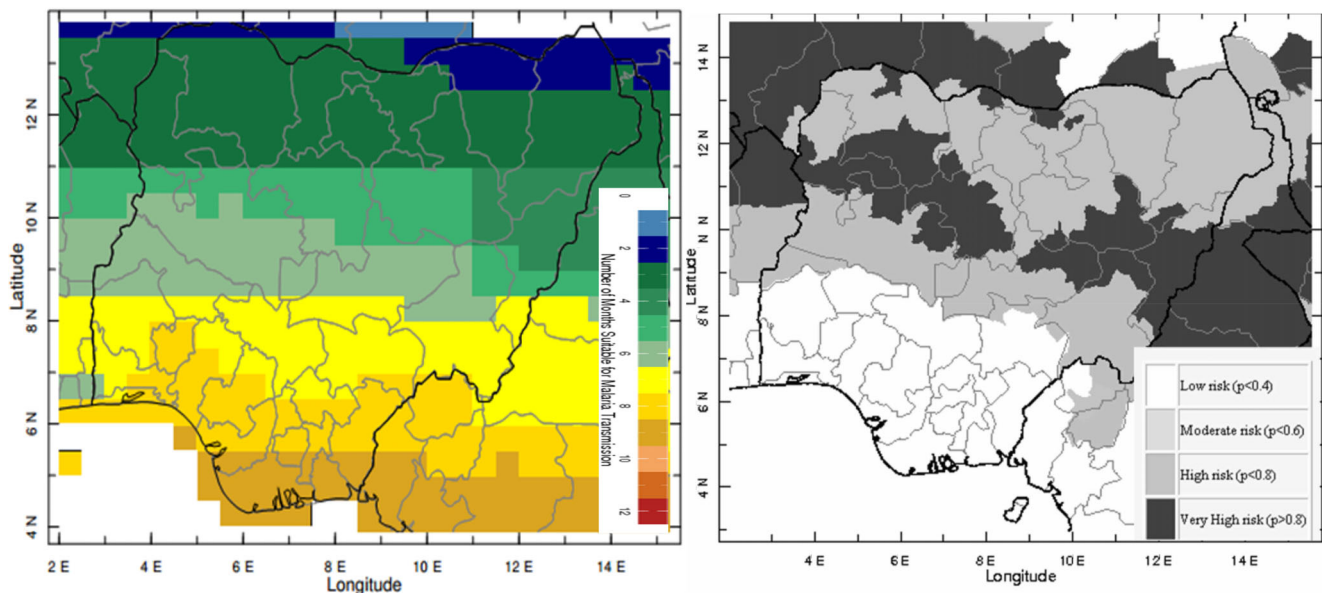 12 N
10 N
8 N
6 N
4 N
Latitude
2 E
4 E
6 E
8 E
10 E
12 E
14 E
Longitude
0
2
4
6
8
10
12
Number of Months Suitable for Malaria Transmission
14 N
12 N
10 N
N
8 N
6 N
4 N
Latitude
4 E
6 E
8 E
10 E
12 E
14 E
Longitude
Low risk (p<0.4)
Moderate risk (p<0.6)
High risk (p<0.8)
Very High risk (p>0.8)